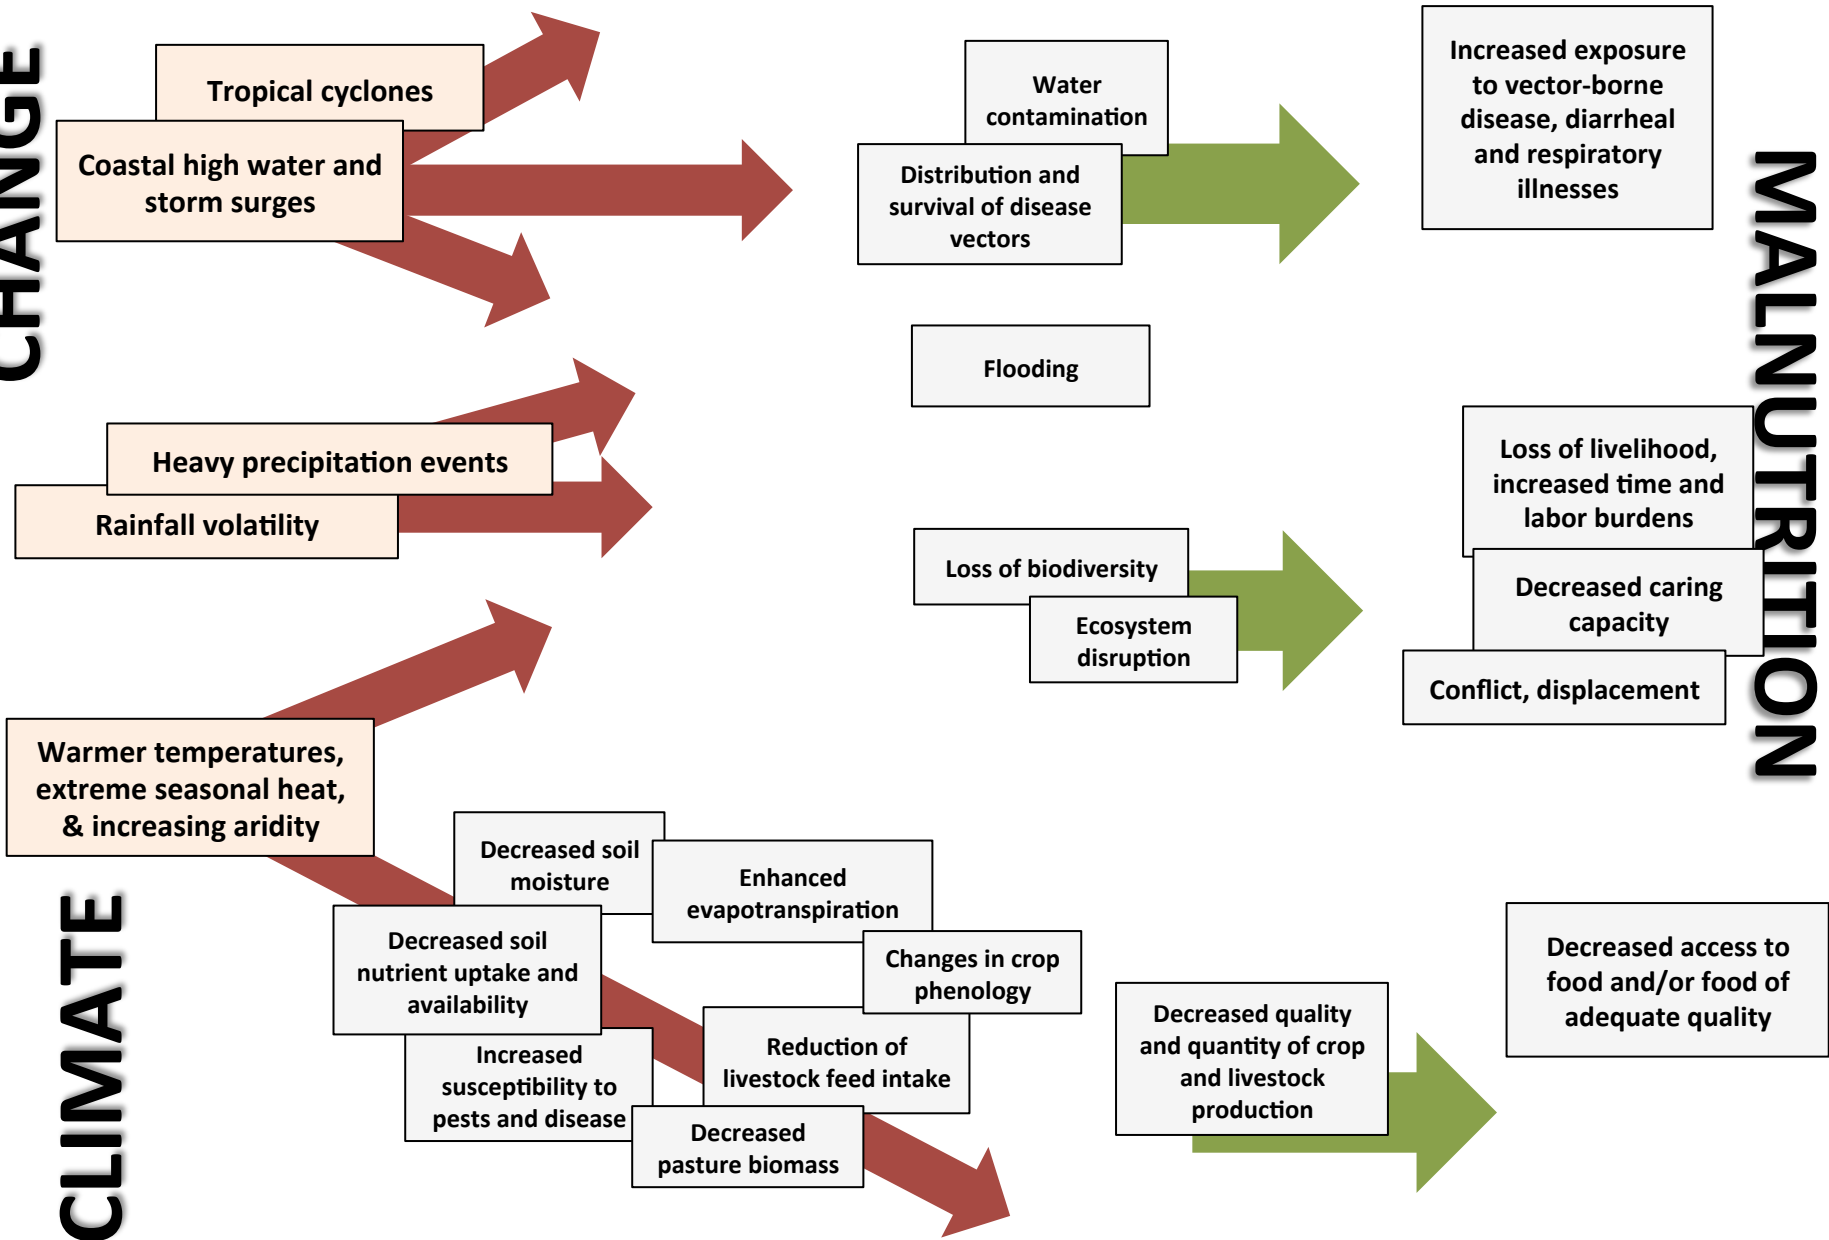 CLIMATE
CHANGE
Tropical cyclones
Coastal high water and
storm surges
Heavy precipitation events
Rainfall volatility
Warmer temperatures,
extreme seasonal heat,
& increasing aridity
Decreased soil
moisture
Enhanced
evapotranspiration
Decreased soil
nutrient uptake and
availability
Changes in crop
phenology
Increased
susceptibility to
pests and disease
Reduction of
livestock feed intake
Decreased
pasture biomass
Water
contamination
Distribution and
survival of disease
vectors
Flooding
Loss of biodiversity
Ecosystem
disruption
Decreased quality
and quantity of crop
and livestock
production
Increased exposure
to vector-borne
disease, diarrheal
and respiratory
illnesses
Loss of livelihood,
increased time and
labor burdens
Decreased caring
capacity
Conflict, displacement
Decreased access to
food and/or food of
adequate quality
MALNUTRITION